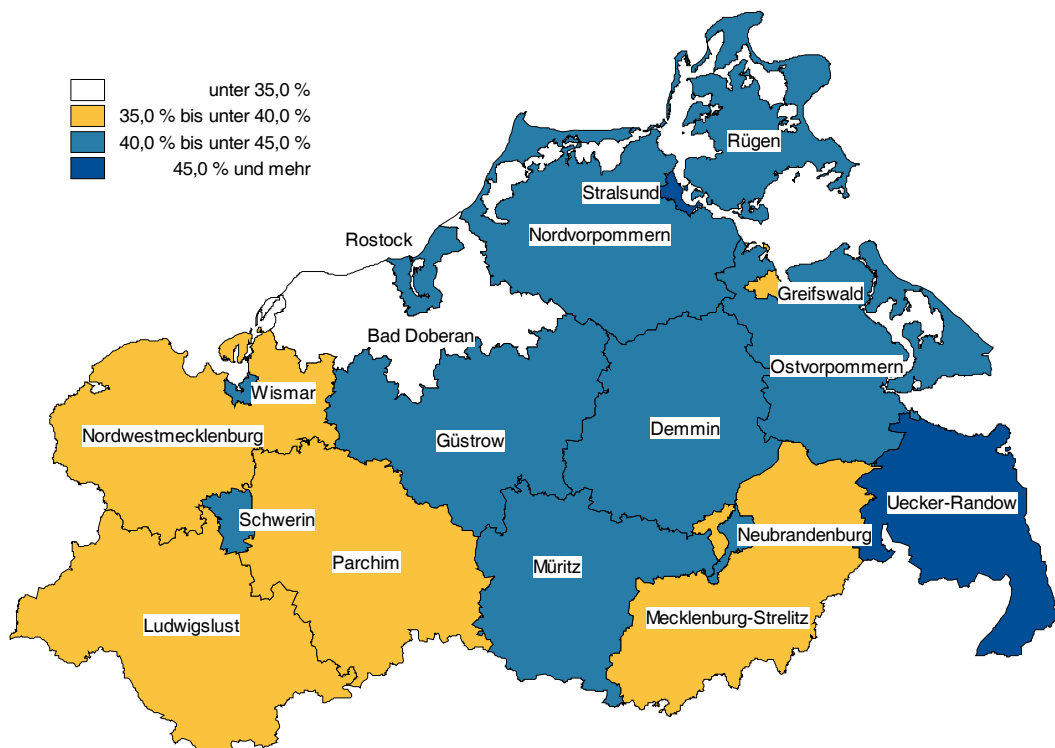 unter 35,0 %
35,0 % bis unter 40,0 %
40,0 % bis unter 45,0 %
45,0 % und mehr
Rügen
Stralsund
Nordvorpommern
Rostock
Greifswald
Bad Doberan
Ostvorpommern
Wismar
Nordwestmecklenburg
Güstrow
Demmin
Uecker-Randow
Schwerin
Neubrandenburg
Parchim
Müritz
Mecklenburg-Strelitz
Ludwigslust